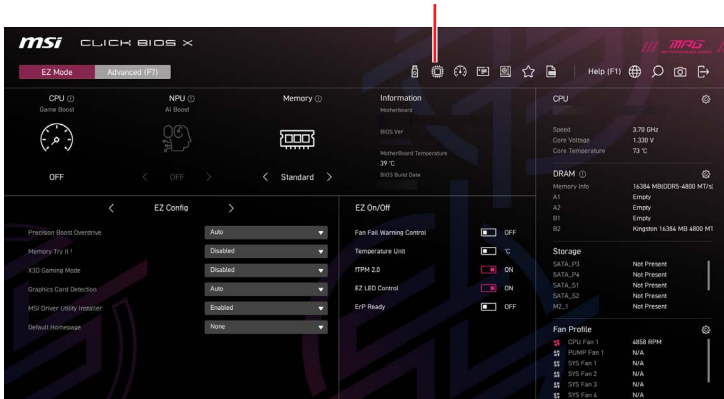 msi CLICK BIOS X
MAG
EZ Mode
Advanced (F7)
Help (F1)
CPU
Game Boost
OFF
NPU
AI Boost
OFF
Memory
Standard
Information
Motherboard
BIOS Ver
MotherBoard Temperature
39 °C
BIOS Build Date
CPU
Speed 3.70 GHz
Core Voltage 1.330 V
Core Temperature 73 °C
DRAM
Memory Info 16384 MB(DDR5-4800 MT/s)
A1 Empty
A2 Empty
B1 Empty
B2 Kingston 16384 MB 4800 MT
EZ Config
Precision Boost Overdrive Auto
Memory Try It ! Disabled
X3D Gaming Mode Disabled
Graphics Card Detection Auto
MSI Driver Utility Installer Enabled
Default Homepage None
EZ On/Off
Fan Fail Warning Control OFF
Temperature Unit °C
fTPM 2.0 ON
EZ LED Control ON
ErP Ready OFF
Storage
SATA_P3 Not Present
SATA_P4 Not Present
SATA_S1 Not Present
SATA_S2 Not Present
M2_1 Not Present
Fan Profile
CPU Fan 1 4858 RPM
PUMP Fan 1 N/A
SYS Fan 1 N/A
SYS Fan 2 N/A
SYS Fan 3 N/A
SYS Fan 4 N/A